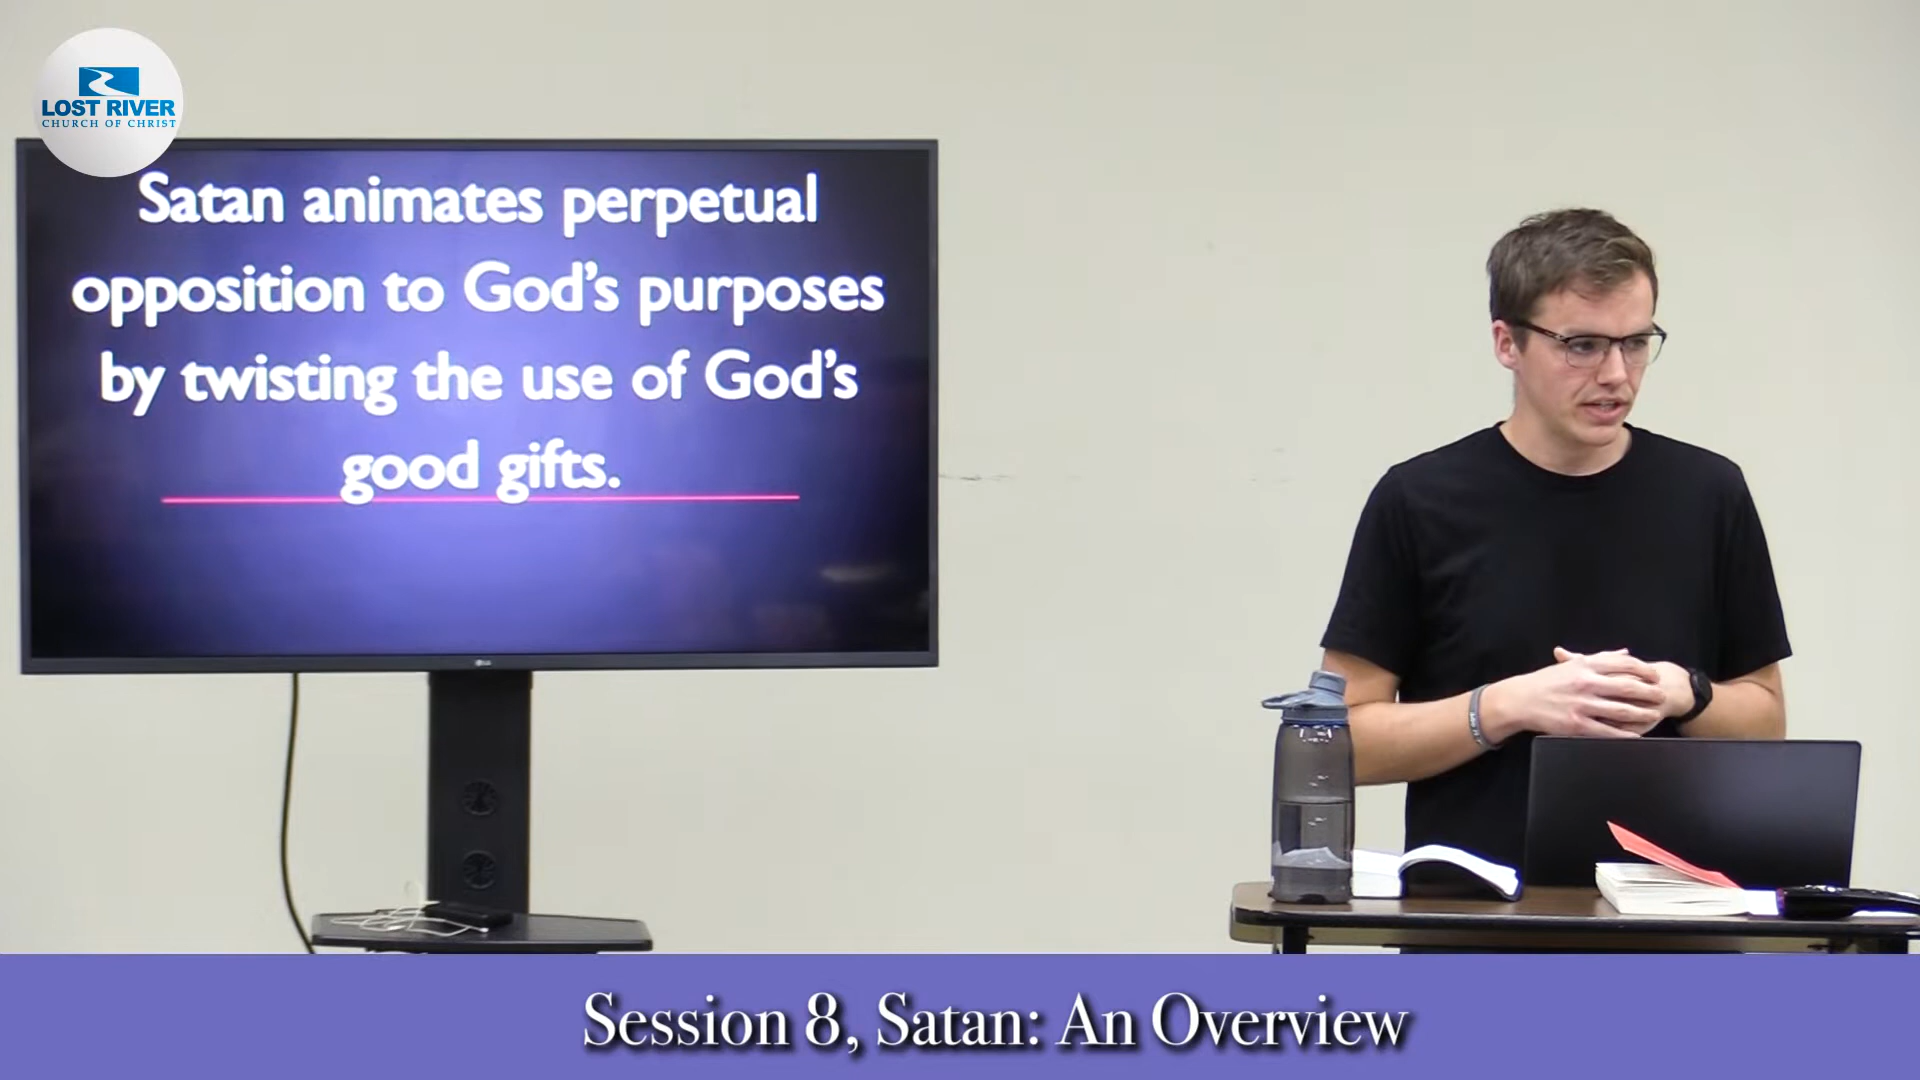 LOST RIVER
CHURCH OF CHRIST
Satan animates perpetual
opposition to God's purposes
by twisting the use of God's
good gifts.
LG
Session 8, Satan: An Overview